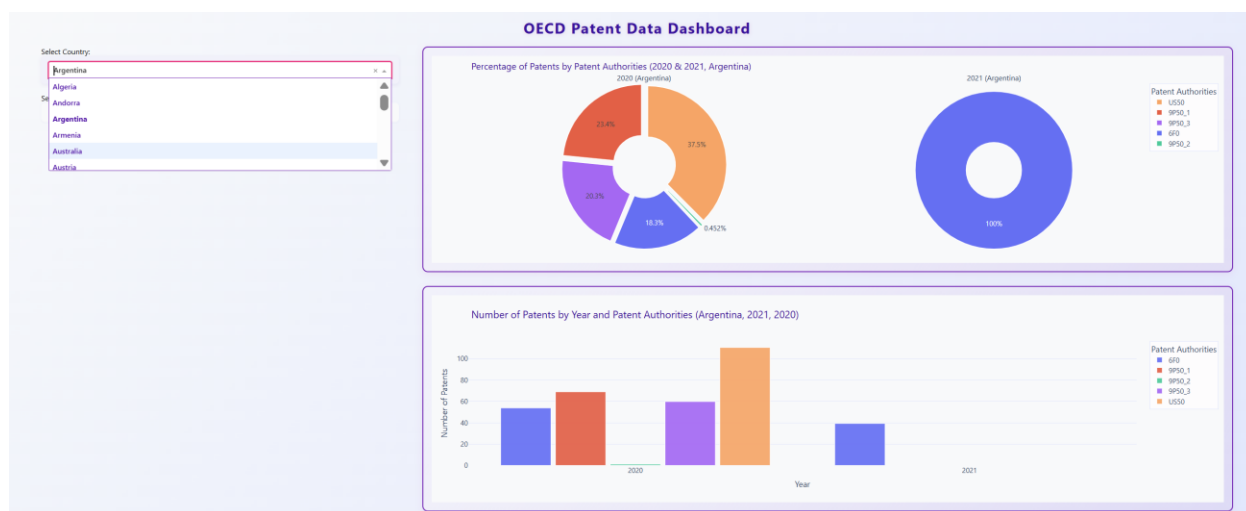 OECD Patent Data Dashboard
Select Country:
Argentina
Algeria
Andorra
Argentina
Armenia
Australia
Austria
Se
Percentage of Patents by Patent Authorities (2020 & 2021, Argentina)
2020 (Argentina)
23.4%
37.5%
20.3%
18.3%
0.452%
2021 (Argentina)
100%
Patent Authorities
US50
9P50_1
9P50_3
6F0
9P50_2
Number of Patents by Year and Patent Authorities (Argentina, 2021, 2020)
Number of Patents
100
80
60
40
20
0
2020
2021
Year
Patent Authorities
6F0
9P50_1
9P50_2
9P50_3
US50